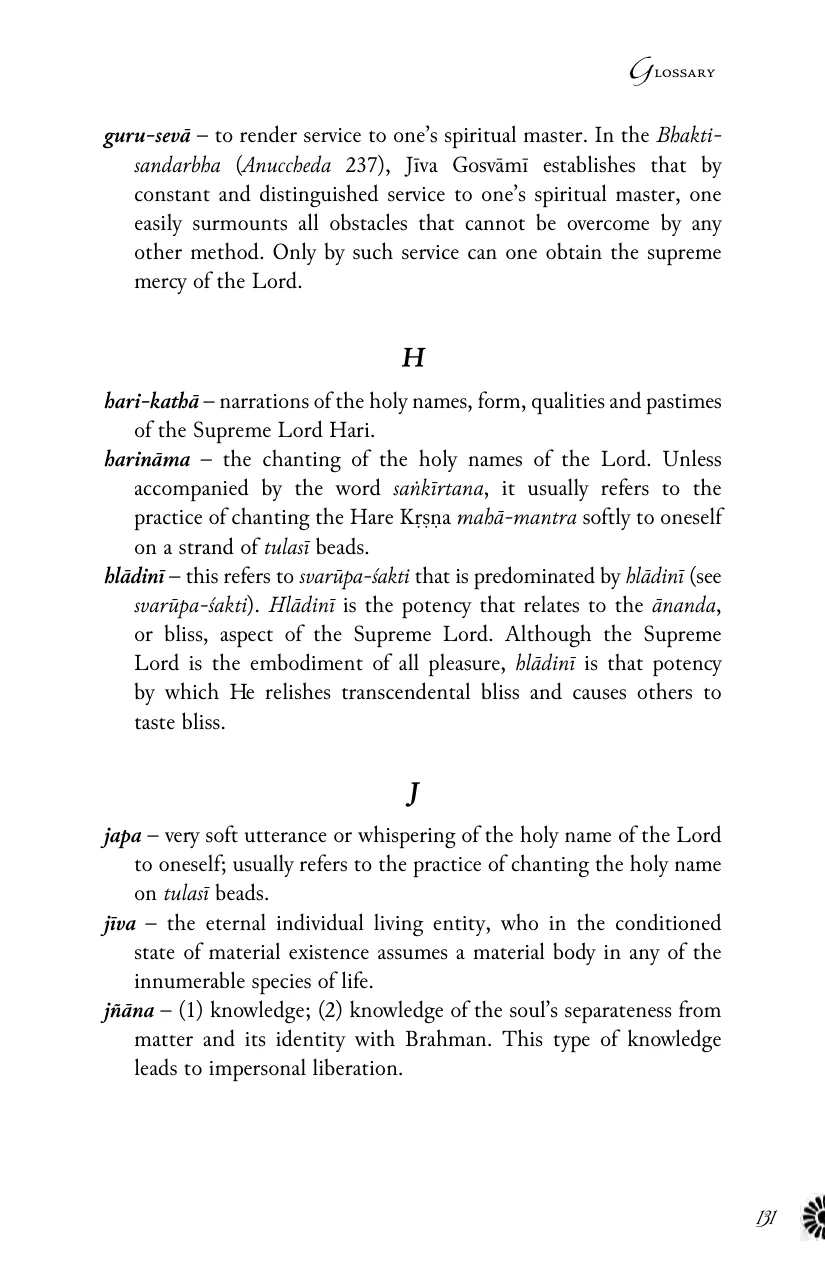 Glossary
guru-sevā – to render service to one’s spiritual master. In the Bhakti-
sandarbha (Anuccheda 237), Jīva Gosvāmī establishes that by
constant and distinguished service to one’s spiritual master, one
easily surmounts all obstacles that cannot be overcome by any
other method. Only by such service can one obtain the supreme
mercy of the Lord.
H
hari-kathā – narrations of the holy names, form, qualities and pastimes
of the Supreme Lord Hari.
harināma – the chanting of the holy names of the Lord. Unless
accompanied by the word saṅkīrtana, it usually refers to the
practice of chanting the Hare Kṛṣṇa mahā-mantra softly to oneself
on a strand of tulasī beads.
hlādinī – this refers to svarūpa-śakti that is predominated by hlādinī (see
svarūpa-śakti). Hlādinī is the potency that relates to the ānanda,
or bliss, aspect of the Supreme Lord. Although the Supreme
Lord is the embodiment of all pleasure, hlādinī is that potency
by which He relishes transcendental bliss and causes others to
taste bliss.
J
japa – very soft utterance or whispering of the holy name of the Lord
to oneself; usually refers to the practice of chanting the holy name
on tulasī beads.
jīva – the eternal individual living entity, who in the conditioned
state of material existence assumes a material body in any of the
innumerable species of life.
jñāna – (1) knowledge; (2) knowledge of the soul’s separateness from
matter and its identity with Brahman. This type of knowledge
leads to impersonal liberation.
131